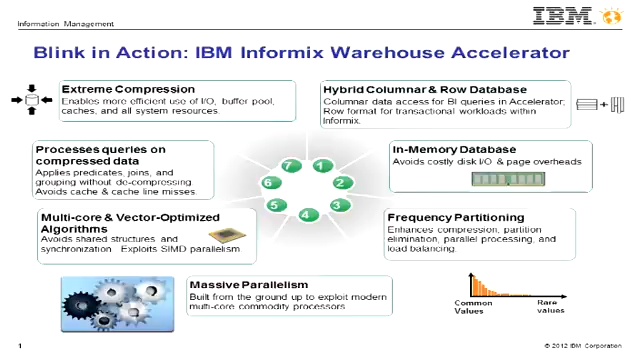 Information Management
IBM
Blink in Action: IBM Informix Warehouse Accelerator
Extreme Compression
Enables more efficient use of I/O, buffer pool,
caches, and all system resources.
Hybrid Columnar & Row Database
Columnar data access for BI queries in Accelerator;
Row format for transactional workloads within
Informix.
Processes queries on
compressed data
Applies predicates, joins, and
grouping without de-compressing.
Avoids cache & cache line misses.
In-Memory Database
Avoids costly disk I/O & page overheads
7
1
6
2
5
3
4
Multi-core & Vector-Optimized
Algorithms
Avoids shared structures and
synchronization Exploits SIMD parallelism
Frequency Partitioning
Enhances compression, partition
elimination, parallel processing, and
load balancing.
Massive Parallelism
Built from the ground up to exploit modern
multi-core commodity processors.
Common
Values
Rare
values
1
© 2012 IBM Corporation